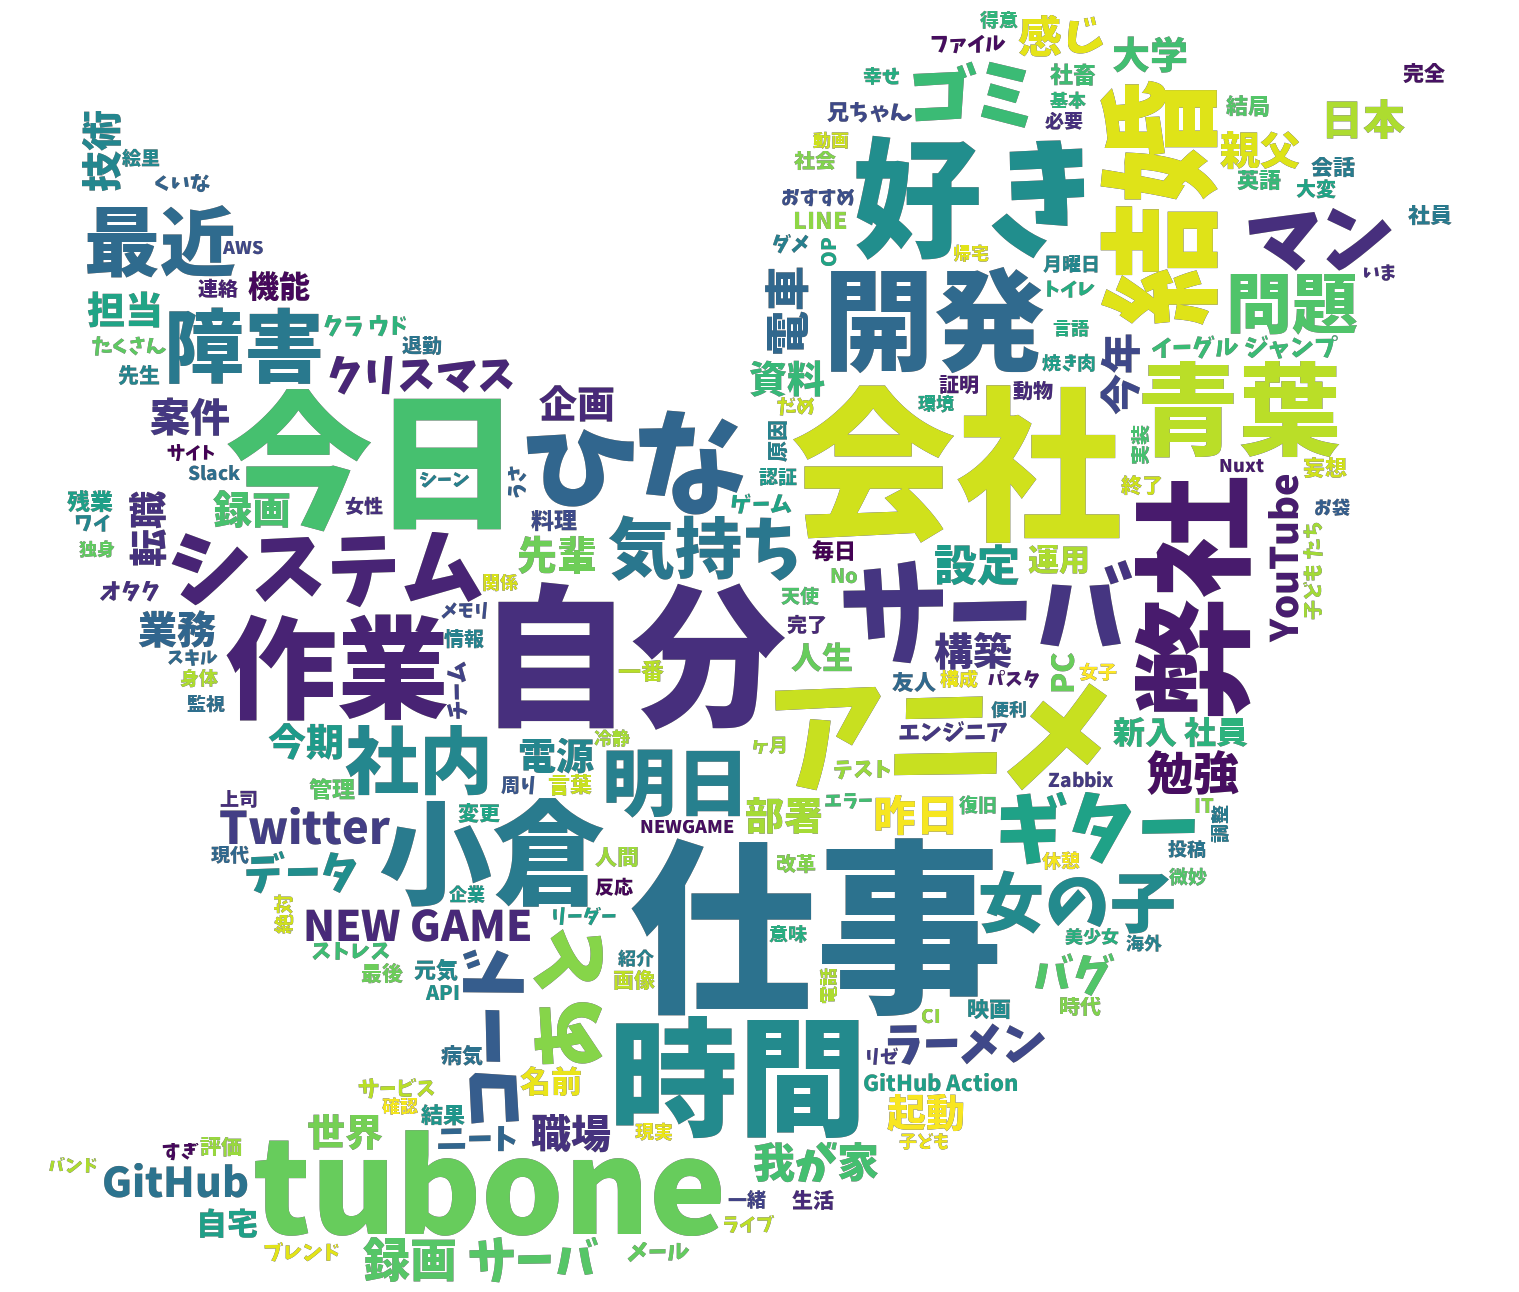 得意
感じ
ファイル
大学
完全
幸せ
ゴミ
社畜
基本
必要
兄ちゃん
結局
日本
結婚
技術
絵里
くいな
動画
社会
好き
親父
会話
英語
大変
おすすめ
LINE
ダメ
OP
帰宅
マン
社員
最近
AWS
連絡
機能
月曜日
トイレ
いま
電車
開発
問題
担当
障害
クラウド
退勤
たくさん
先生
言語
焼き肉
今年
イーグル ジャンプ
クリスマス
資料
証明
動物
環境
だめ
青葉
案件
企画
今日
ひな
うさ
シーン
会社
原因
実装
サイト
Slack
認証
Nuxt
妄想
終了
残業
ワイ
転職
録画
女性
料理
ゲーム
弊社
YouTube
お袋
子どもたち
独身
システム
先輩
気持ち
毎日
設定
運用
No
オタク
関係
天使
サーバ
業務
作業
メモリ
情報
自分
完了
スキル
身体
監視
チーム
一番
人生
構築
友人
構成
パスタ
PC
女子
アニメ
便利
エンジニア
今期
社内
電源
冷静
ケ月
新入 社員
テスト
勉強
管理
周り
言葉
明日
Zabbix
上司
Twitter
小倉
変更
NEWGAME
部署
エラー
昨日
復旧
ギター
IT
調整
現代
データ
人間
改革
休憩
投稿
微妙
企業
反応
仕事
女の子
NEW GAME
リーダー
意味
美少女
海外
ストレス
最後
元気
API
コード
紹介
画像
バグ
時代
映画
CI
病気
時間
ラーメン
リゼ
名前
GitHub Action
サービス
確認
結果
起動
子ども
世界
ニート
職場
現実
すぎ
評価
バンド
GitHub
tubone
我が家
一緒
生活
自宅
ライブ
ブレンド
録画 サーバ
メール